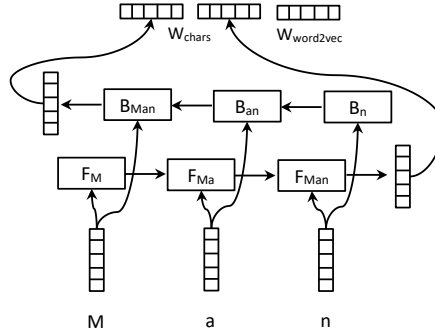 W_chars W_word2vec
B_Man B_an B_n
F_M F_Ma F_Man
M a n